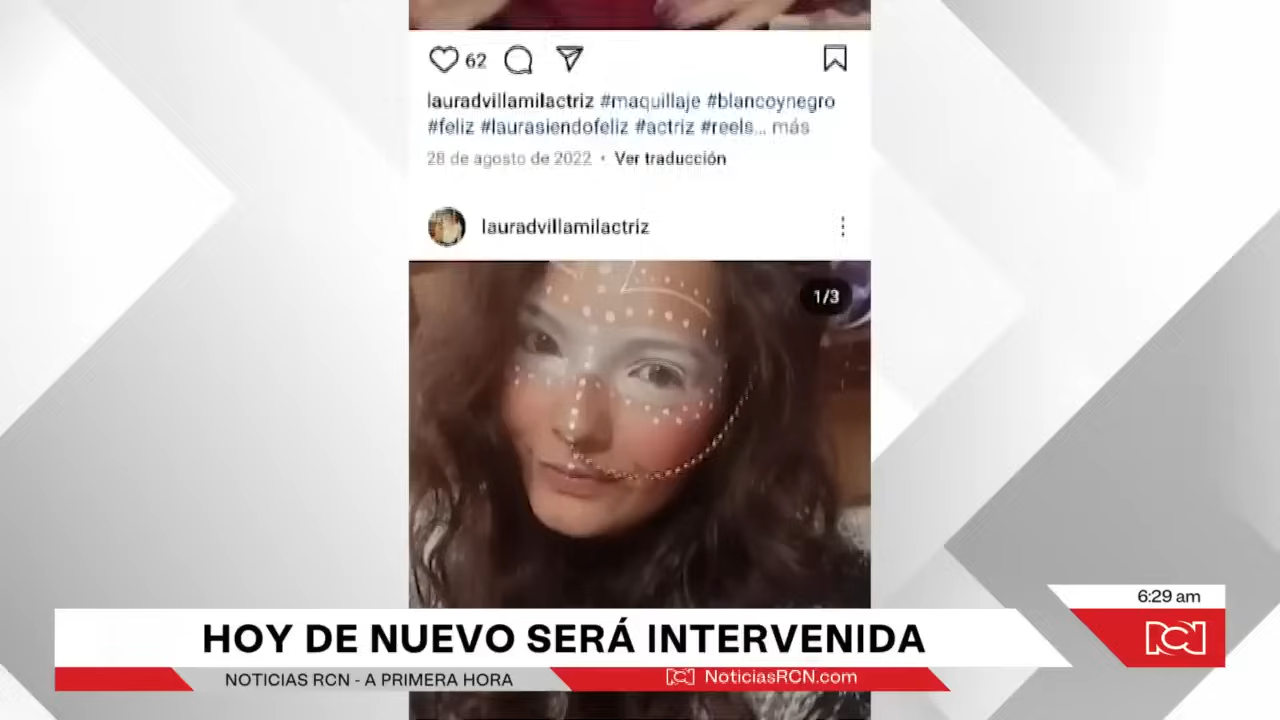 62
lauradvillamilactriz #maquillaje #blancoynegro
#feliz #laurasiendofeliz #actriz #reels... más
28 de agosto de 2022 • Ver traducción
lauradvillamilactriz
1/3
6:29 am
HOY DE NUEVO SERÁ INTERVENIDA
RCN
NOTICIAS RCN - A PRIMERA HORA
RCN NoticiasRCN.com